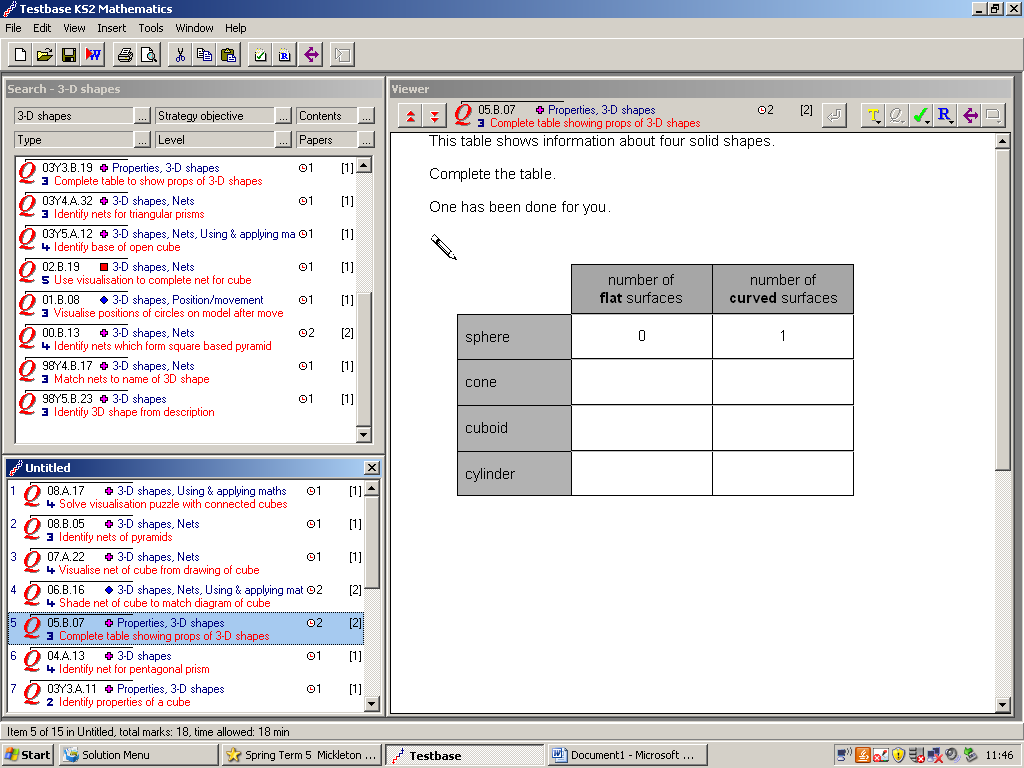 Testbase KS2 Mathematics
File Edit View Insert Tools Window Help
Search - 3-D shapes
3-D shapes ... Strategy objective ... Contents ...
Type ... Level ... Papers ...
Q 03Y3.B.19 Properties, 3-D shapes 1 [1]
3 Complete table to show props of 3-D shapes
Q 03Y4.A.32 3-D shapes, Nets 1 [1]
3 Identify nets for triangular prisms
Q 03Y5.A.12 3-D shapes, Nets, Using & applying ma 1 [1]
4 Identify base of open cube
Q 02.B.19 3-D shapes, Nets 1 [1]
5 Use visualisation to complete net for cube
Q 01.B.08 3-D shapes, Position/movement 1 [1]
3 Visualise positions of circles on model after move
Q 00.B.13 3-D shapes, Nets 2 [2]
4 Identify nets which form square based pyramid
Q 98Y4.B.17 3-D shapes, Nets 1 [1]
3 Match nets to name of 3D shape
Q 98Y5.B.23 3-D shapes 1 [1]
3 Identify 3D shape from description
Untitled
1 Q 08.A.17 3-D shapes, Using & applying maths 1 [1]
4 Solve visualisation puzzle with connected cubes
2 Q 08.B.05 3-D shapes, Nets 1 [1]
3 Identify nets of pyramids
3 Q 07.A.22 3-D shapes, Nets 1 [1]
4 Visualise net of cube from drawing of cube
4 Q 06.B.16 3-D shapes, Nets, Using & applying mat 2 [2]
4 Shade net of cube to match diagram of cube
5 Q 05.B.07 Properties, 3-D shapes 2 [2]
3 Complete table showing props of 3-D shapes
6 Q 04.A.13 3-D shapes 1 [1]
4 Identify net for pentagonal prism
7 Q 03Y3.A.11 Properties, 3-D shapes 1 [1]
2 Identify properties of a cube
Viewer
Q 05.B.07 Properties, 3-D shapes 2 [2] T Q R
3 Complete table showing props of 3-D shapes
This table shows information about four solid shapes.
Complete the table.
One has been done for you.
number of
flat surfaces
number of
curved surfaces
sphere 0 1
cone
cuboid
cylinder
Item 5 of 15 in Untitled, total marks: 18, time allowed: 18 min
Start Solution Menu Spring Term 5 Mickleton ... Testbase Document1 - Microsoft ... 11:46